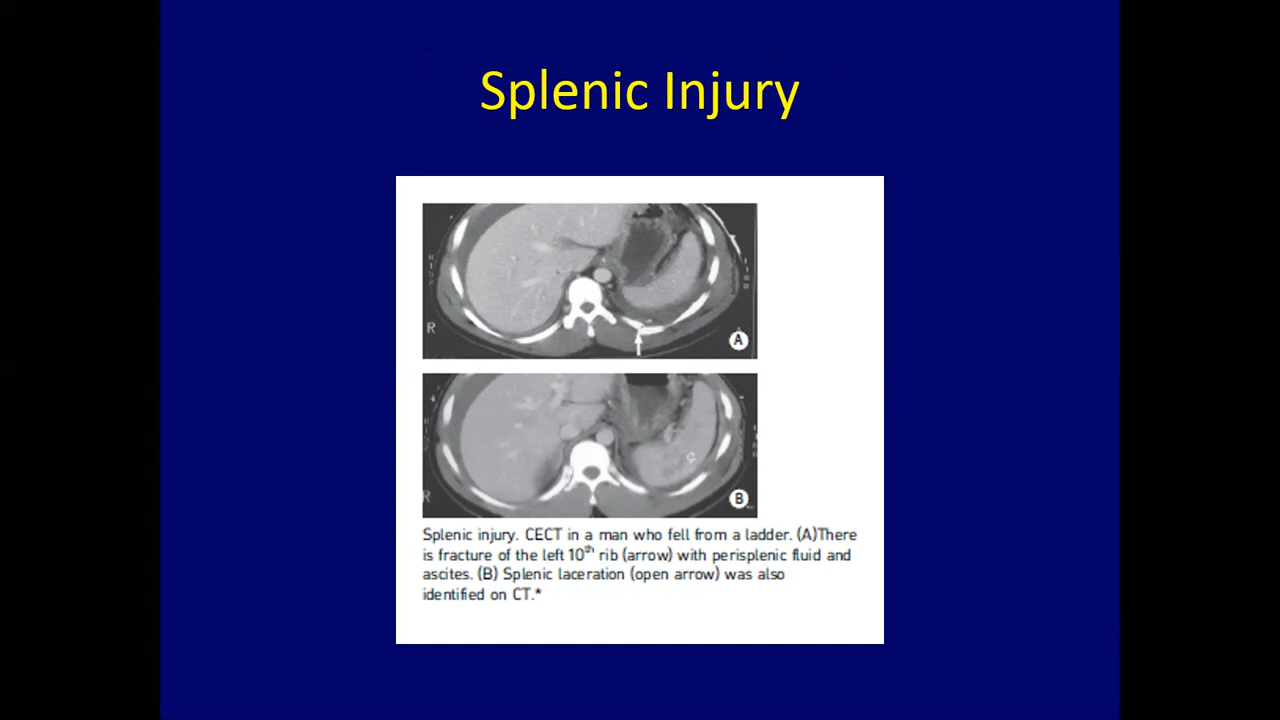 Splenic Injury
R
A
R
B
Splenic injury. CECT in a man who fell from a ladder. (A)There
is fracture of the left 10th rib (arrow) with perisplenic fluid and
ascites. (B) Splenic laceration (open arrow) was also
identified on CT.*